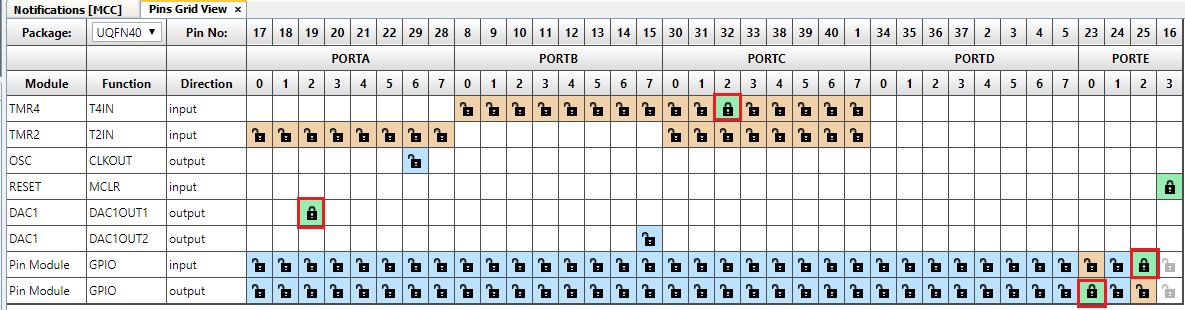 Notifications [MCC] Pins Grid View ×
Package: UQFN40 ▼ Pin No: 17 18 19 20 21 22 29 28 8 9 10 11 12 13 14 15 30 31 32 33 38 39 40 1 34 35 36 37 2 3 4 5 23 24 25 16
PORTA PORTB PORTC PORTD PORTE
Module Function Direction 0 1 2 3 4 5 6 7 0 1 2 3 4 5 6 7 0 1 2 3 4 5 6 7 0 1 2 3 4 5 6 7 0 1 2 3
TMR4 T4IN input
TMR2 T2IN input
OSC CLKOUT output
RESET MCLR input
DAC1 DAC1OUT1 output
DAC1 DAC1OUT2 output
Pin Module GPIO input
Pin Module GPIO output